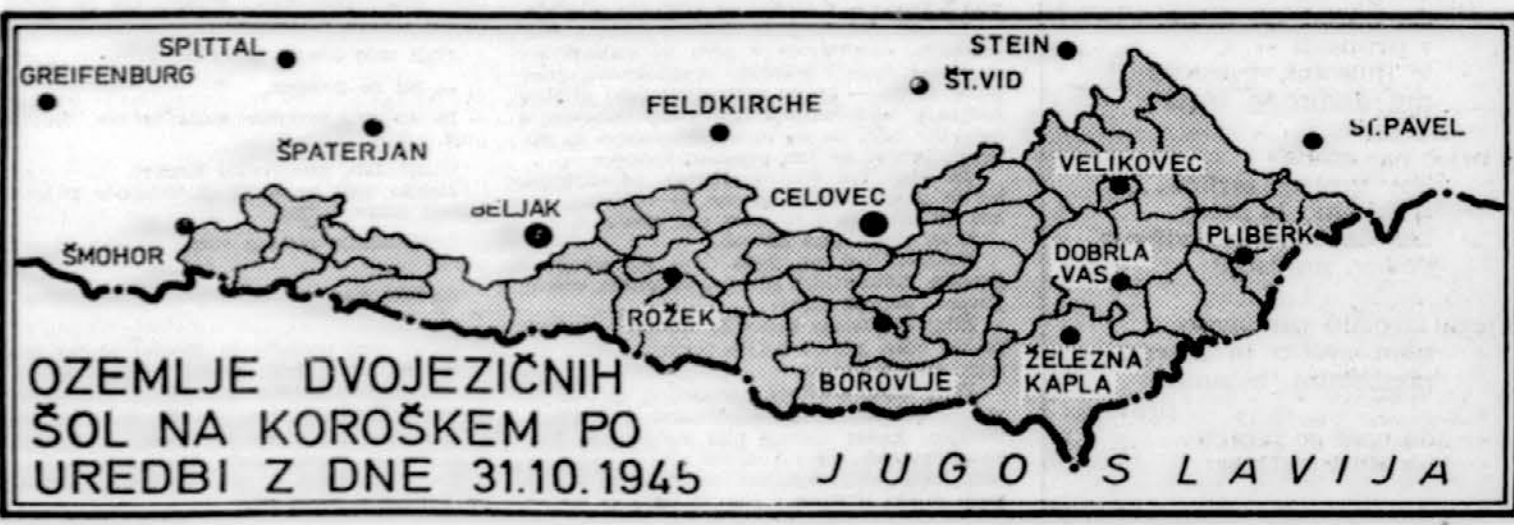 SPITTAL
STEIN
GREIFENBURG
ŠT.VID
FELDKIRCHE
ŠPATERJAN
ŠT.PAVEL
VELIKOVEC
CELOVEC
BELJAK
PLIBERK
ŠMOHOR
DOBRLA
VAS
ROŽEK
ŽELEZNA
KAPLA
BOROVLJE
OZEMLJE DVOJEZIČNIH
ŠOL NA KOROŠKEM PO
UREDBI Z DNE 31.10.1945
JUGOSLAVIJA